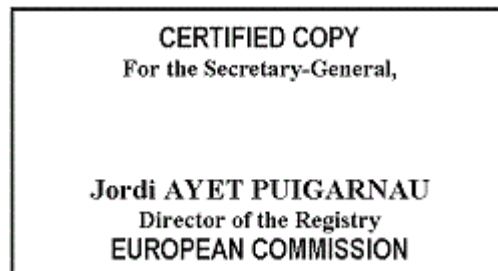 CERTIFIED COPY
For the Secretary-General,
Jordi AYET PUIGARNAU
Director of the Registry
EUROPEAN COMMISSION